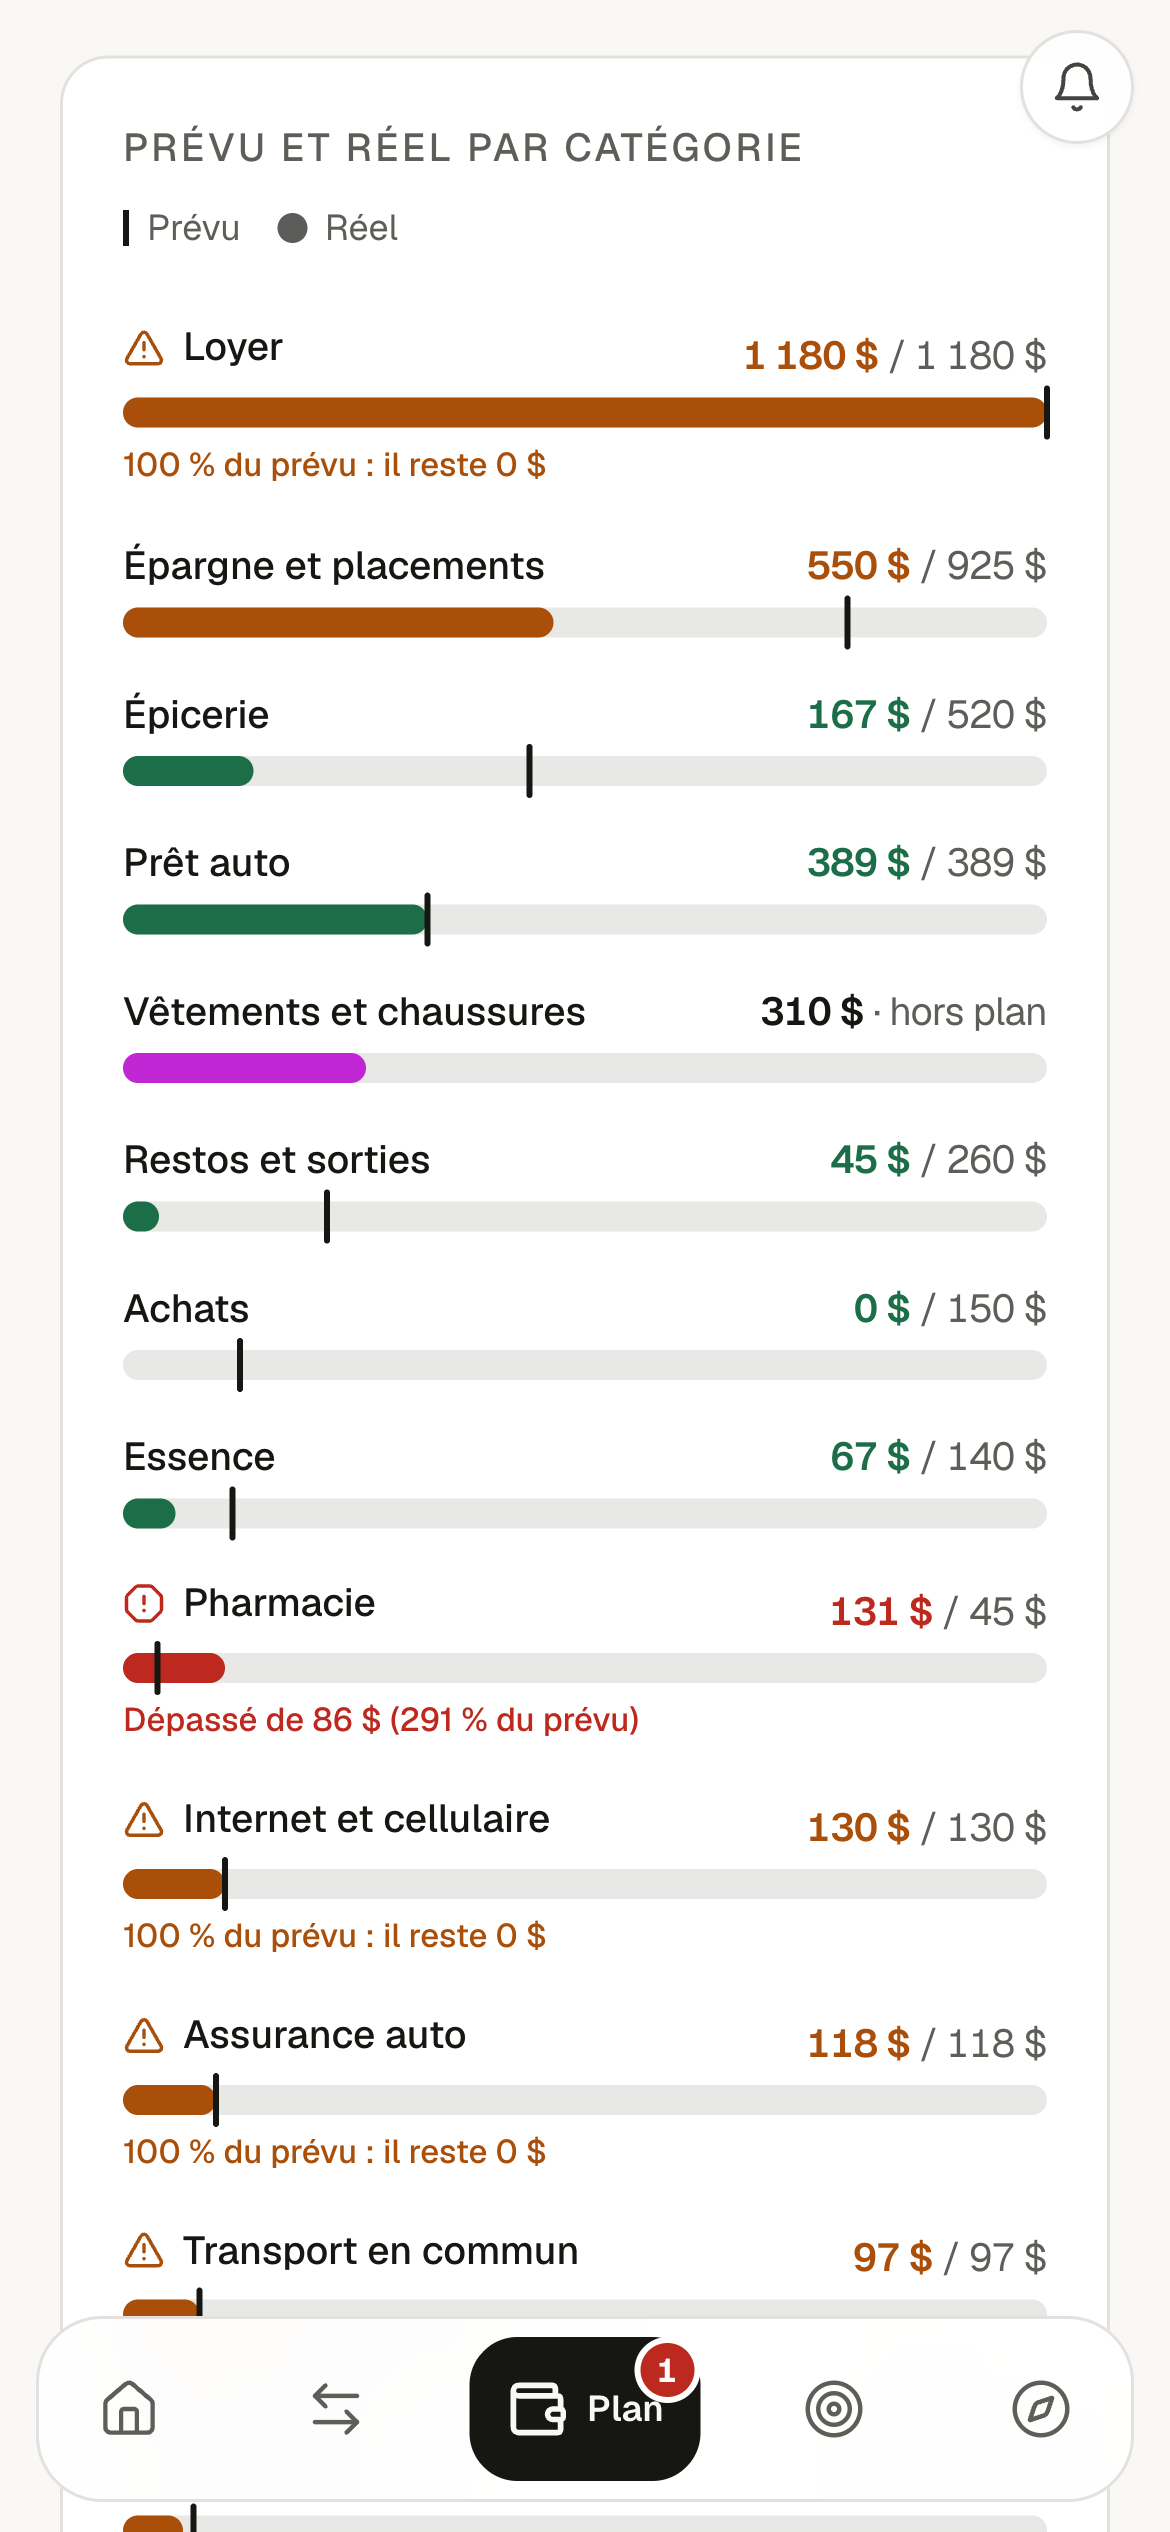 PRÉVU ET RÉEL PAR CATÉGORIE
Prévu Réel
Loyer 1 180 $ / 1 180 $
100 % du prévu : il reste 0 $
Épargne et placements 550 $ / 925 $
Épicerie 167 $ / 520 $
Prêt auto 389 $ / 389 $
Vêtements et chaussures 310 $ · hors plan
Restos et sorties 45 $ / 260 $
Achats 0 $ / 150 $
Essence 67 $ / 140 $
Pharmacie 131 $ / 45 $
Dépassé de 86 $ (291 % du prévu)
Internet et cellulaire 130 $ / 130 $
100 % du prévu : il reste 0 $
Assurance auto 118 $ / 118 $
100 % du prévu : il reste 0 $
Transport en commun 97 $ / 97 $
Plan 1